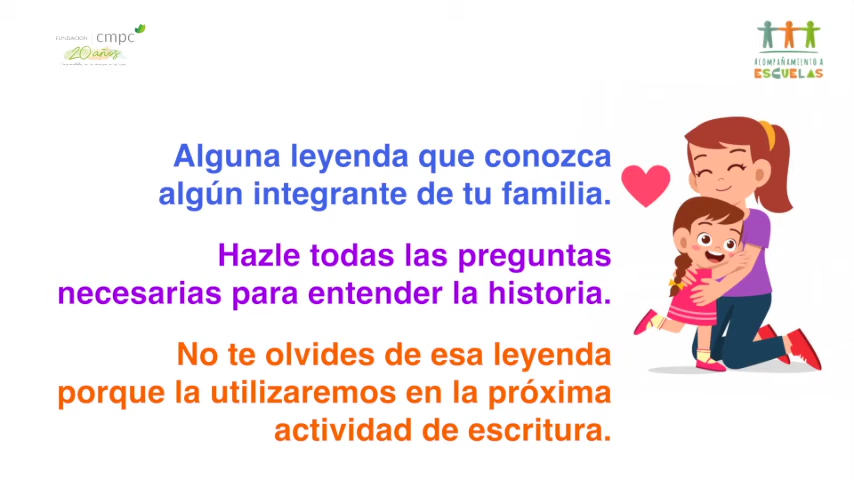 FUNDACIÓN cmpc
20 años
ACOMPAÑAMIENTO A
ESCUELAS
Alguna leyenda que conozca
algún integrante de tu familia.
Hazle todas las preguntas
necesarias para entender la historia.
No te olvides de esa leyenda
porque la utilizaremos en la próxima
actividad de escritura.